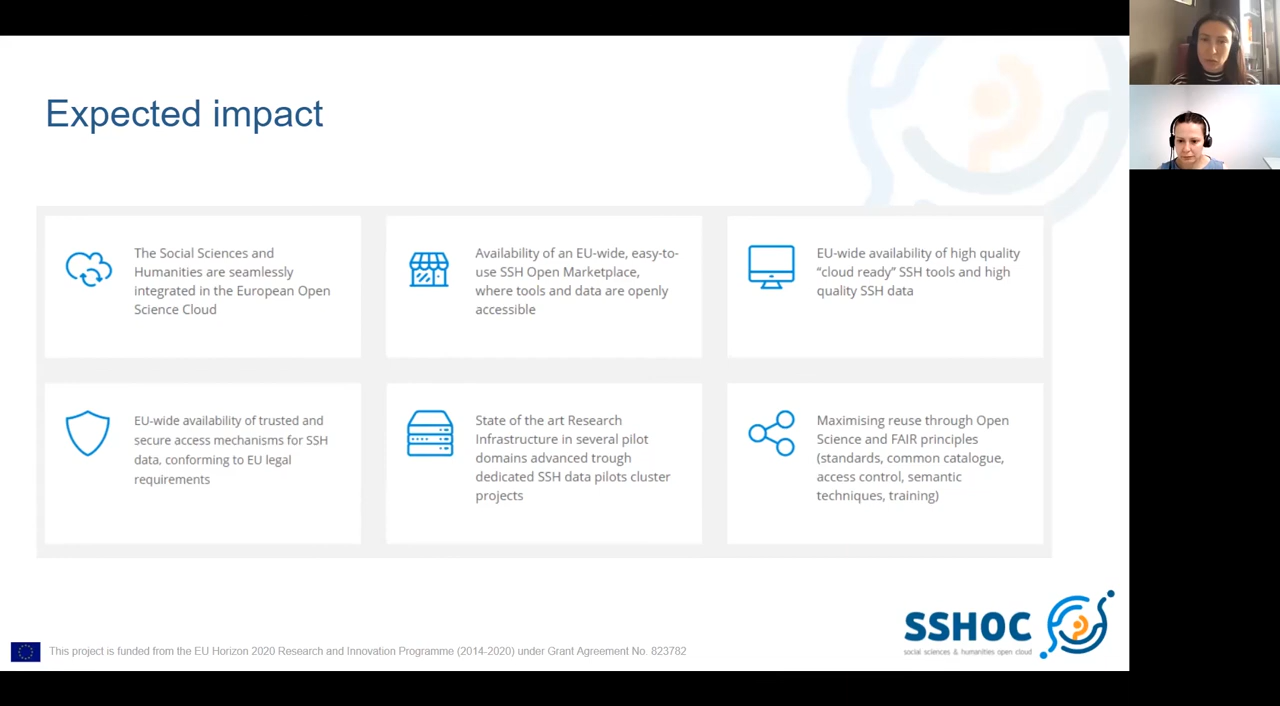 Expected impact
The Social Sciences and
Humanities are seamlessly
integrated in the European Open
Science Cloud
Availability of an EU-wide, easy-to-
use SSH Open Marketplace,
where tools and data are openly
accessible
EU-wide availability of high quality
“cloud ready” SSH tools and high
quality SSH data
EU-wide availability of trusted and
secure access mechanisms for SSH
data, conforming to EU legal
requirements
State of the art Research
Infrastructure in several pilot
domains advanced trough
dedicated SSH data pilots cluster
projects
Maximising reuse through Open
Science and FAIR principles
(standards, common catalogue,
access control, semantic
techniques, training)
SSHOC
social sciences & humanities open cloud
This project is funded from the EU Horizon 2020 Research and Innovation Programme (2014-2020) under Grant Agreement No. 823782